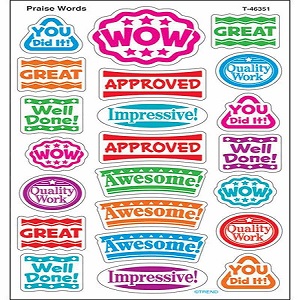 Praise Words
T-46351
YOU
Did It!
WOW
GREAT
GREAT
APPROVED
Quality
Work
Well
Done!
Impressive!
YOU
Did It!
WOW
APPROVED
Well
Done!
Quality
Work
Awesome!
WOW
GREAT
Awesome!
Quality
Work
Well
Done!
Awesome!
Impressive!
GREAT
YOU
Did It!
©TREND